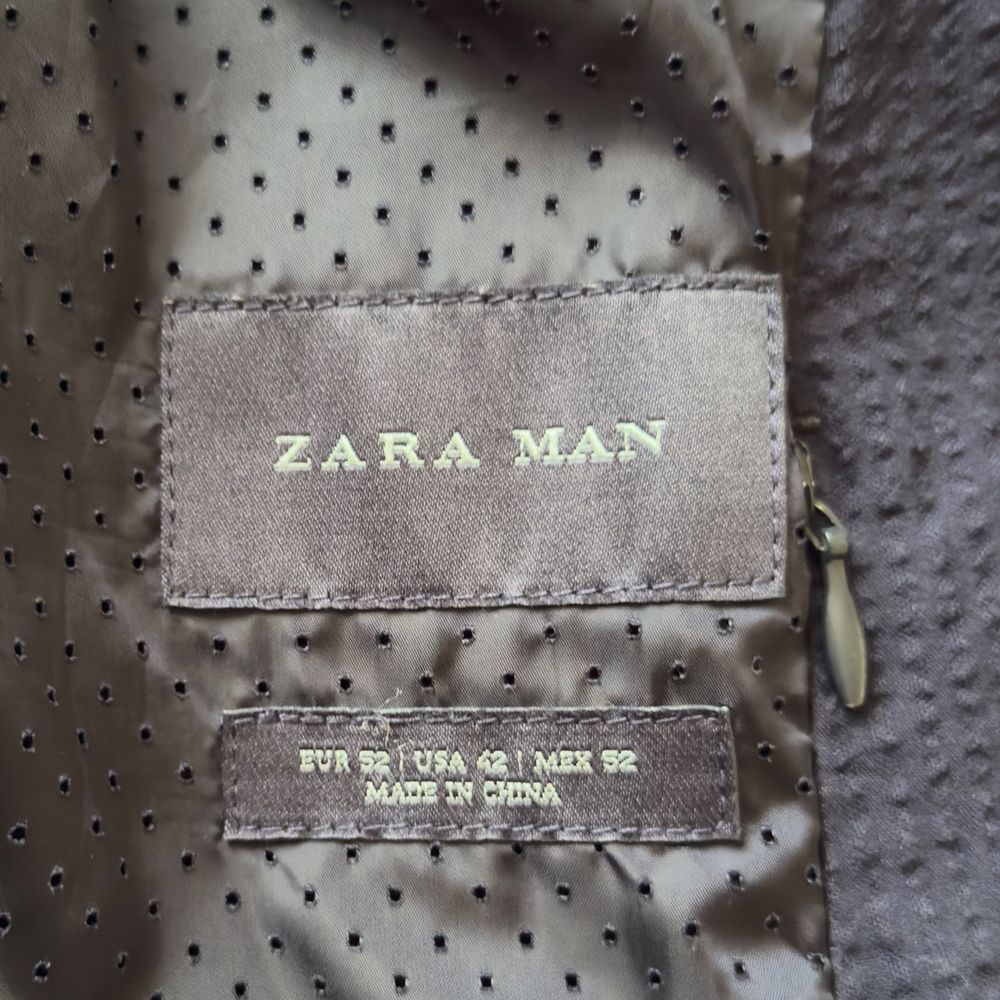 ZARA MAN
EUR 52 | USA 42 | MEX 52
MADE IN CHINA